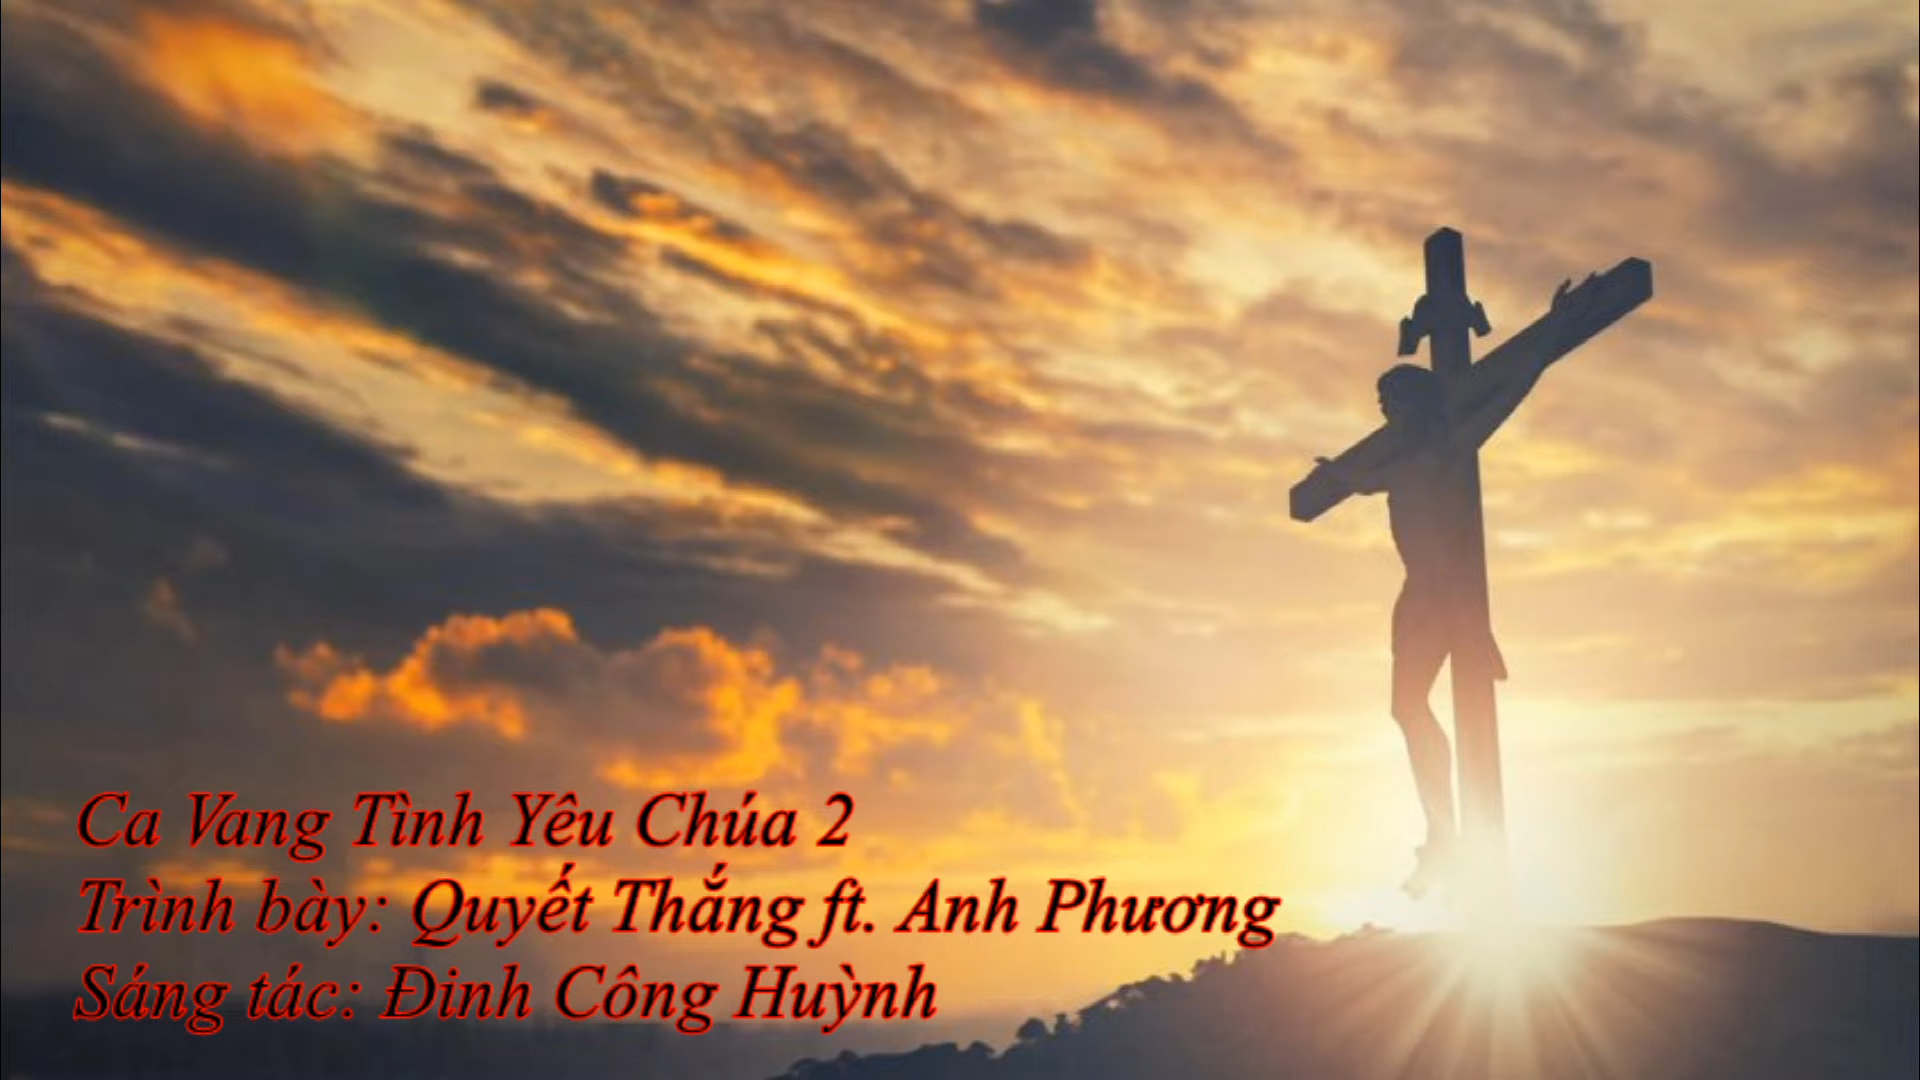 Ca Vang Tình Yêu Chúa 2
Trình bày: Quyết Thắng ft. Anh Phương
Sáng tác: Đinh Công Huỳnh